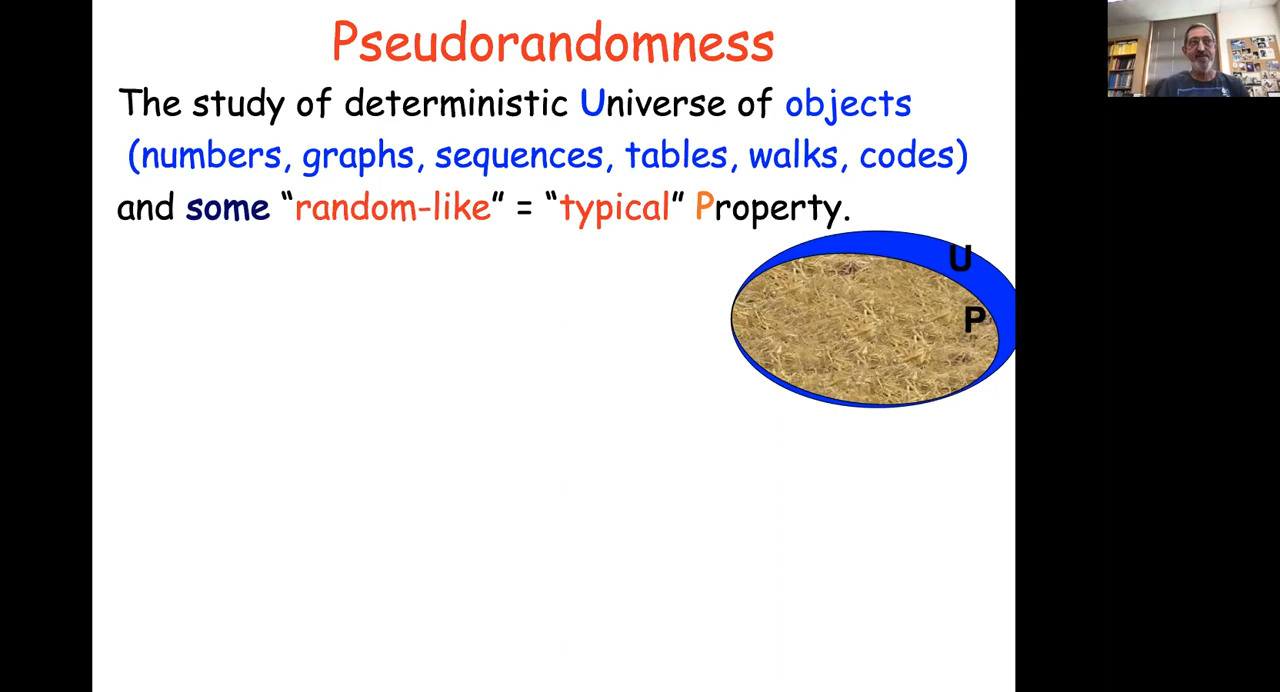 Pseudorandomness
The study of deterministic Universe of objects
(numbers, graphs, sequences, tables, walks, codes)
and some “random-like” = “typical” Property.
U
P